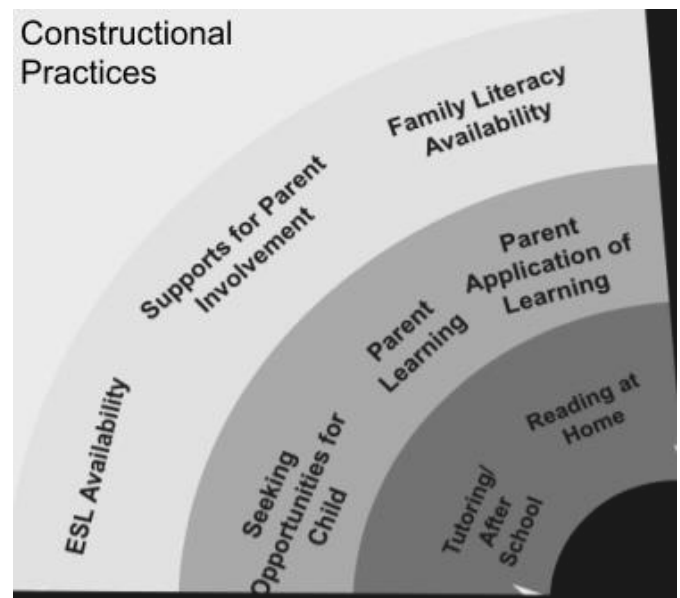 Constructional
Practices
Family Literacy
Availability
Supports for Parent
Involvement
ESL Availability
Parent
Application of
Learning
Parent
Learning
Seeking
Opportunities for
Child
Reading at
Home
Tutoring/
After
School